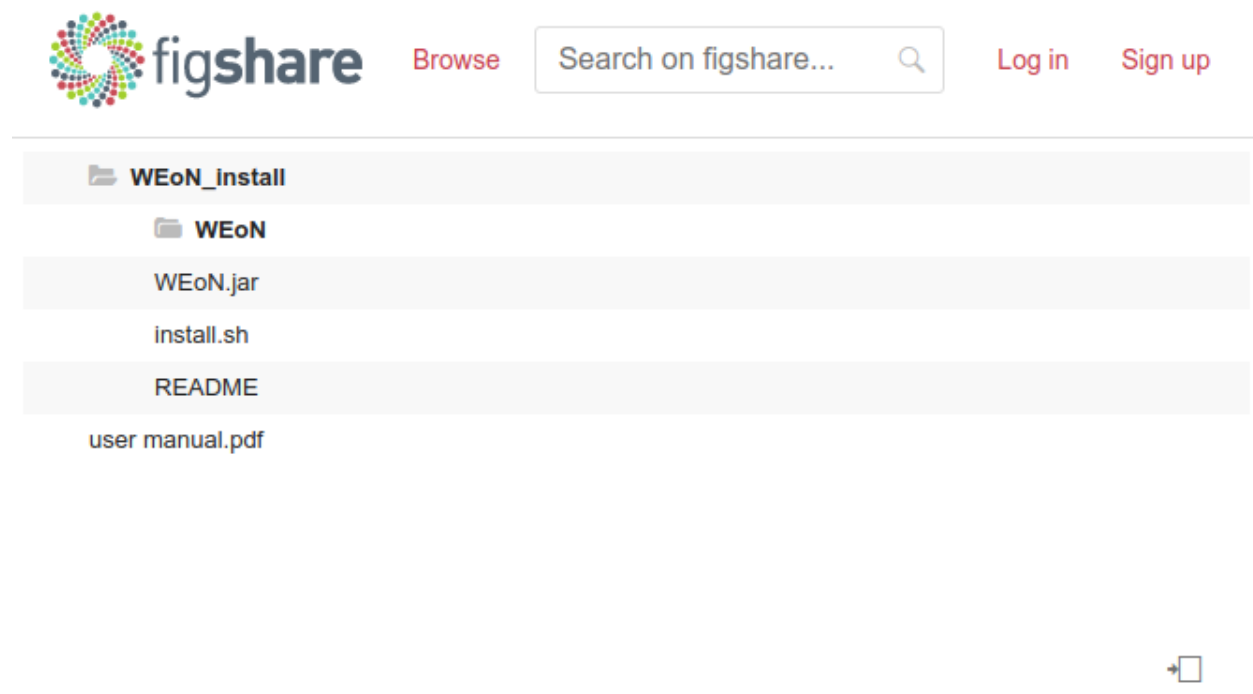 figshare Browse Search on figshare... Log in Sign up
WEoN_install
WEoN
WEoN.jar
install.sh
README
user manual.pdf